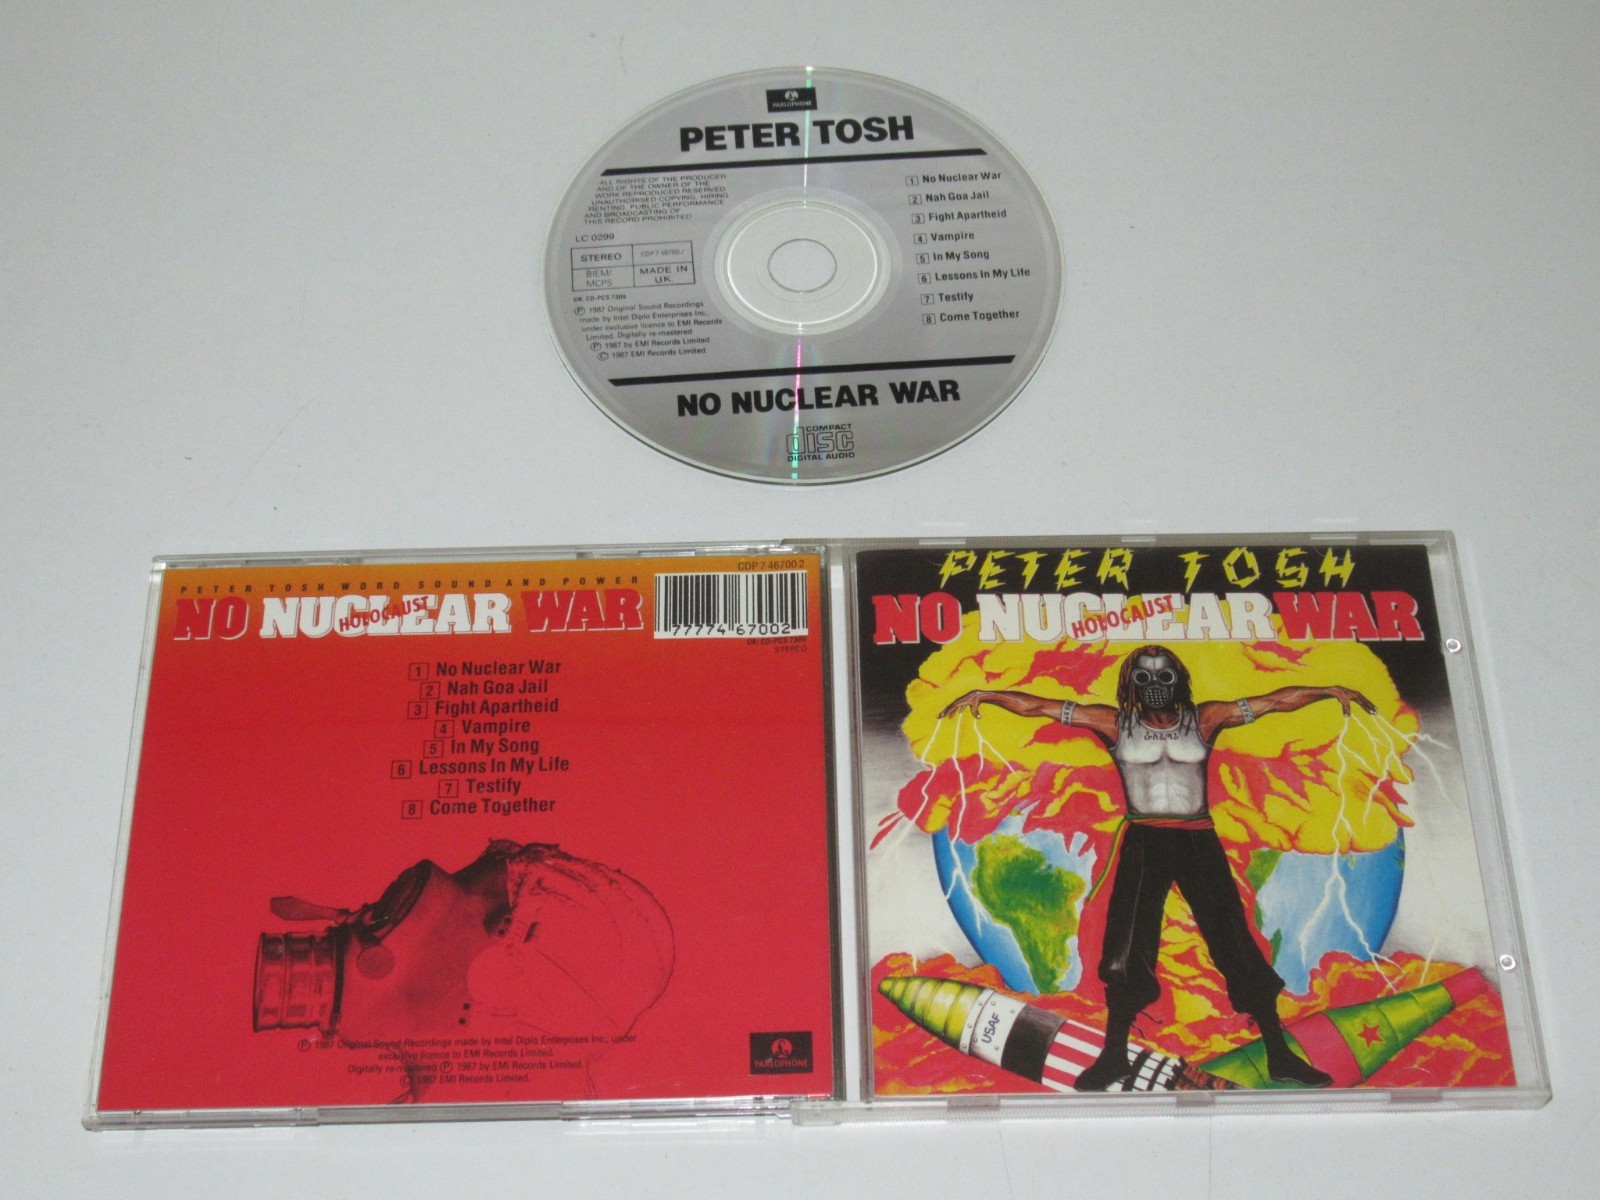 PARLOPHONE
PETER TOSH
ALL RIGHTS OF THE PRODUCER
AND OF THE OWNER OF THE
WORK REPRODUCED RESERVED
UNAUTHORISED COPYING, HIRING
RENTING, PUBLIC PERFORMANCE
AND BROADCASTING OF
THIS RECORD PROHIBITED
LC 0299
STEREO
BIEM/
MCPS
MADE IN
U.K.
UK CD-PCS 7309
Ⓟ 1987 Original Sound Recordings
made by Intel Diplo Enterprises Inc.,
under exclusive licence to EMI Records
Limited. Digitally re-mastered
Ⓟ 1987 by EMI Records Limited.
© 1987 EMI Records Limited.
1 No Nuclear War
2 Nah Goa Jail
3 Fight Apartheid
4 Vampire
5 In My Song
6 Lessons In My Life
7 Testify
8 Come Together
NO NUCLEAR WAR
COMPACT
disc
DIGITAL AUDIO
PETER TOSH WORD SOUND AND POWER
NO NUCLEAR WAR
HOLOCAUST
CDP 7 46700 2
77774 67002
UK CD-PCS 7309
STEREO
1 No Nuclear War
2 Nah Goa Jail
3 Fight Apartheid
4 Vampire
5 In My Song
6 Lessons In My Life
7 Testify
8 Come Together
Ⓟ 1987 Original Sound Recordings made by Intel Diplo Enterprises Inc., under
exclusive licence to EMI Records Limited.
Digitally re-mastered Ⓟ 1987 by EMI Records Limited.
© 1987 EMI Records Limited.
PARLOPHONE
PETER TOSH
NO NUCLEAR WAR
HOLOCAUST
USAF